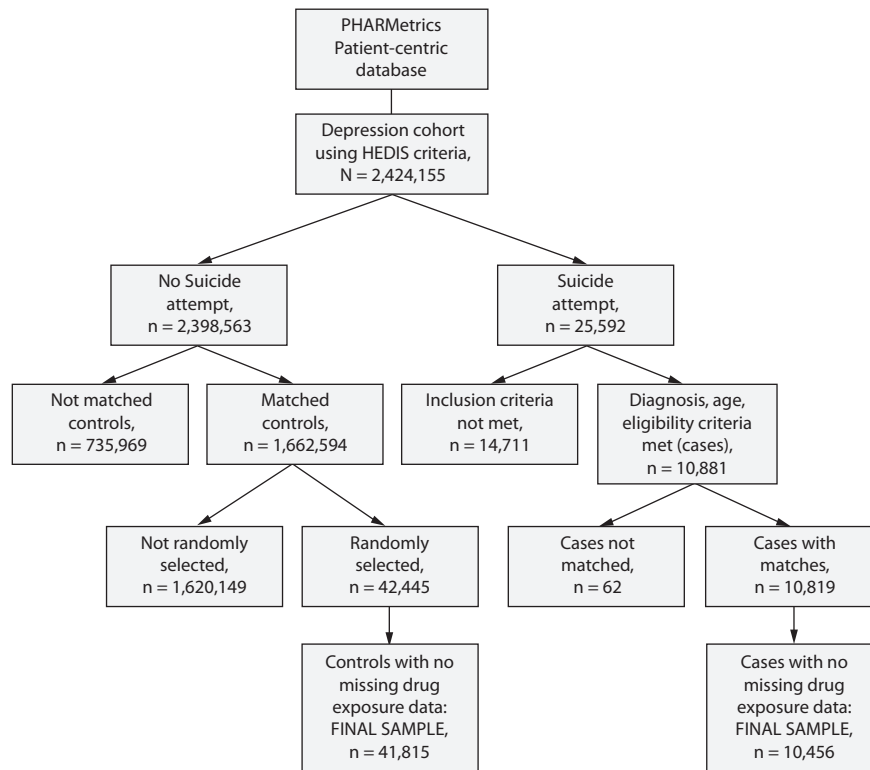 PHARMetrics
Patient-centric
database
Depression cohort
using HEDIS criteria,
N = 2,424,155
No Suicide
attempt,
n = 2,398,563
Suicide
attempt,
n = 25,592
Not matched
controls,
n = 735,969
Matched
controls,
n = 1,662,594
Inclusion criteria
not met,
n = 14,711
Diagnosis, age,
eligibility criteria
met (cases),
n = 10,881
Not randomly
selected,
n = 1,620,149
Randomly
selected,
n = 42,445
Cases not
matched,
n = 62
Cases with
matches,
n = 10,819
Controls with no
missing drug
exposure data:
FINAL SAMPLE,
n = 41,815
Cases with no
missing drug
exposure data:
FINAL SAMPLE,
n = 10,456